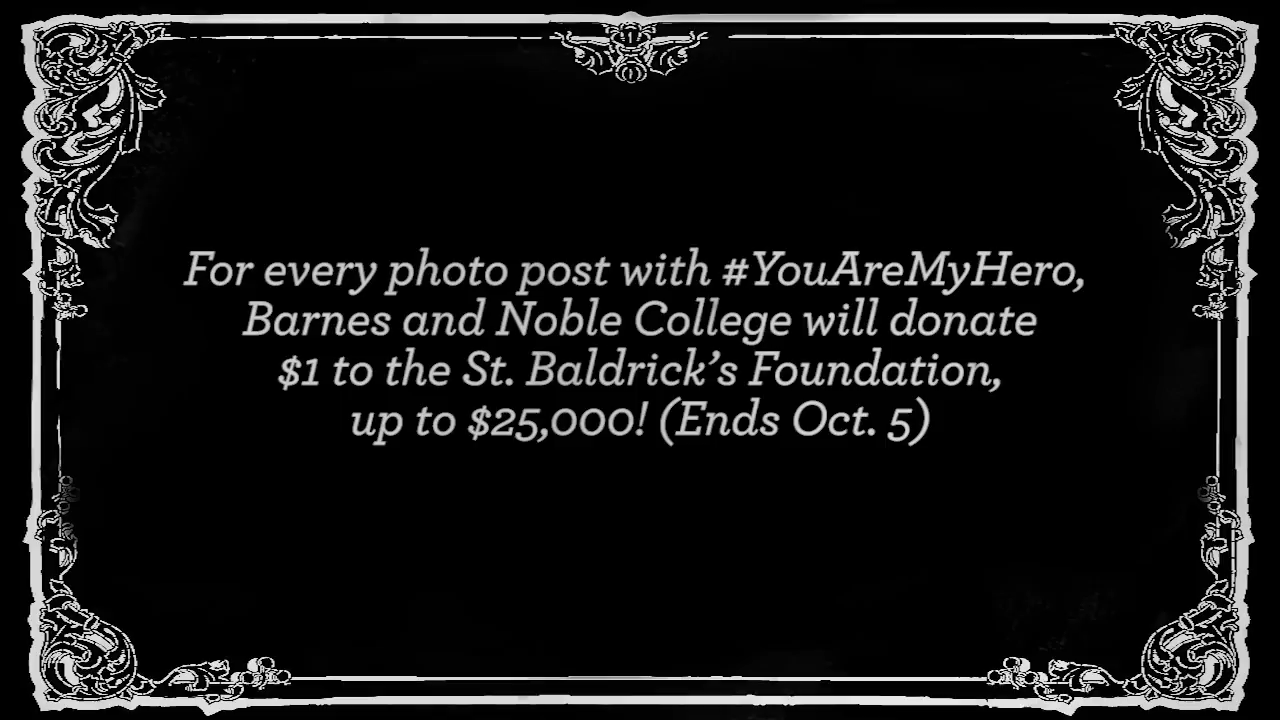 For every photo post with #YouAreMyHero,
Barnes and Noble College will donate
$1 to the St. Baldrick’s Foundation,
up to $25,000! (Ends Oct. 5)